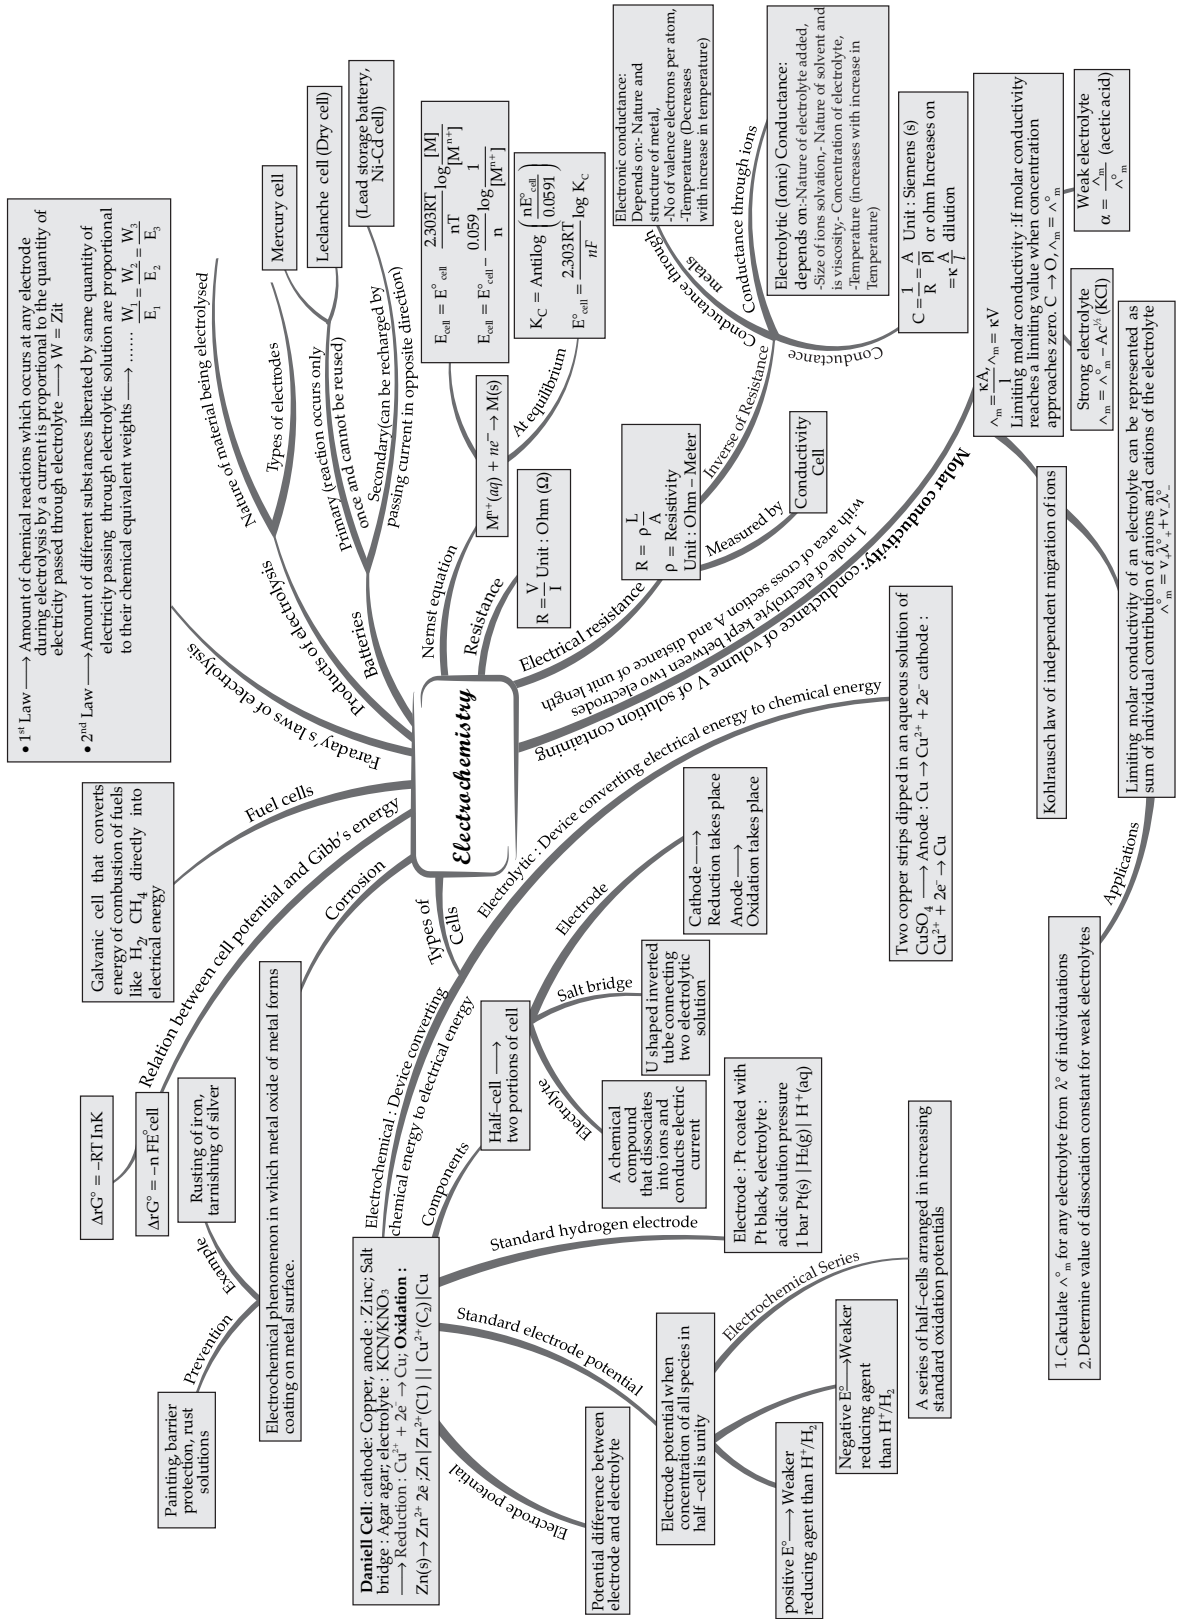 Electrochemistry
Faraday's laws of electrolysis
• 1st Law ⟶ Amount of chemical reactions which occurs at any electrode
during electrolysis by a current is proportional to the quantity of
electricity passed through electrolyte ⟶ W = Zit
• 2nd Law ⟶ Amount of different substances liberated by same quantity of
electricity passing through electrolytic solution are proportional
to their chemical equivalent weights ⟶ ...... W₁/E₁ = W₂/E₂ = W₃/E₃
Products of electrolysis
Nature of material being electrolysed
Types of electrodes
Batteries
Primary (reaction occurs only
once and cannot be reused)
Mercury cell
Leclanche cell (Dry cell)
Secondary(can be recharged by
passing current in opposite direction)
(Lead storage battery,
Ni-Cd cell)
Nernst equation
Mⁿ⁺(aq) + ne⁻ → M(s)
E cell = E° cell 2.303RT/nT log [M]/[Mⁿ⁺]
E cell = E° cell − 0.059/n log 1/[Mⁿ⁺]
At equilibrium
K_C = Antilog (nE° cell/0.0591)
E° cell = 2.303RT/nF log K_C
Resistance
R = V/I Unit : Ohm (Ω)
Electrical resistance
R = ρ L/A
ρ = Resistivity
Unit : Ohm – Meter
Measured by
Conductivity
Cell
Inverse of Resistance
Conductance through
metals
Electronic conductance:
Depends on:- Nature and
structure of metal,
-No of valence electrons per atom,
-Temperature (Decreases
with increase in temperature)
Conductance through ions
Electrolytic (Ionic) Conductance:
depends on:-Nature of electrolyte added,
-Size of ions solvation,- Nature of solvent and
is viscosity,- Concentration of electrolyte,
-Temperature (increases with increase in
Temperature)
Conductance
C = 1/R = A/ρl Unit : Siemens (s)
or ohm Increases on
= κ A/l dilution
Molar conductivity: conductance of volume V of solution containing
1 mole of electrolyte kept between two electrodes
with area of cross section A and distance of unit length
^m = κA/1, ^m = κV
Limiting molar conductivity :If molar conductivity
reaches a limiting value when concentration
approaches zero. C → O, ^m = ^°m
Weak electrolyte
α = ^m/^°m (acetic acid)
Strong electrolyte
^m = ^°m − Ac^½ (KCl)
Kohlrausch law of independent migration of ions
Limiting molar conductivity of an electrolyte can be represented as
sum of individual contribution of anions and cations of the electrolyte
^°m = v₊λ°₊ + v₋λ°₋
Applications
1. Calculate ^°m for any electrolyte from λ° of individuations
2. Determine value of dissociation constant for weak electrolytes
Fuel cells
Galvanic cell that converts
energy of combustion of fuels
like H₂, CH₄ directly into
electrical energy
Relation between cell potential and Gibb's energy
ΔrG° = –RT InK
ΔrG° = –n FE°cell
Corrosion
Electrochemical phenomenon in which metal oxide of metal forms
coating on metal surface.
Example
Rusting of iron,
tarnishing of silver
Prevention
Painting, barrier
protection, rust
solutions
Types of
Cells
Electrolytic : Device converting electrical energy to chemical energy
Two copper strips dipped in an aqueous solution of
CuSO₄ ⟶ Anode : Cu → Cu²⁺ + 2e⁻ cathode :
Cu²⁺ + 2e⁻ → Cu
Electrochemical : Device converting
chemical energy to electrical energy
Daniell Cell: cathode: Copper, anode : Zinc; Salt
bridge : Agar agar; electrolyte : KCN/KNO₃
⟶ Reduction : Cu²⁺ + 2e⁻ → Cu; Oxidation :
Zn(s) → Zn²⁺ 2ē ;Zn|Zn²⁺(C1) || Cu²⁺(C₂)|Cu
Components
Half–cell ⟶
two portions of cell
Electrode
Cathode ⟶
Reduction takes place
Anode ⟶
Oxidation takes place
Salt bridge
U shaped inverted
tube connecting
two electrolytic
solution
Electrolyte
A chemical
compound
that dissociates
into ions and
conducts electric
current
Standard hydrogen electrode
Electrode : Pt coated with
Pt black, electrolyte :
acidic solution pressure
1 bar Pt(s) | H₂(g) | H⁺(aq)
Standard electrode potential
Electrode potential when
concentration of all species in
half –cell is unity
Electrochemical Series
A series of half–cells arranged in increasing
standard oxidation potentials
Negative E° ⟶ Weaker
reducing agent
than H⁺/H₂
positive E° ⟶ Weaker
reducing agent than H⁺/H₂
Electrode potential
Potential difference between
electrode and electrolyte